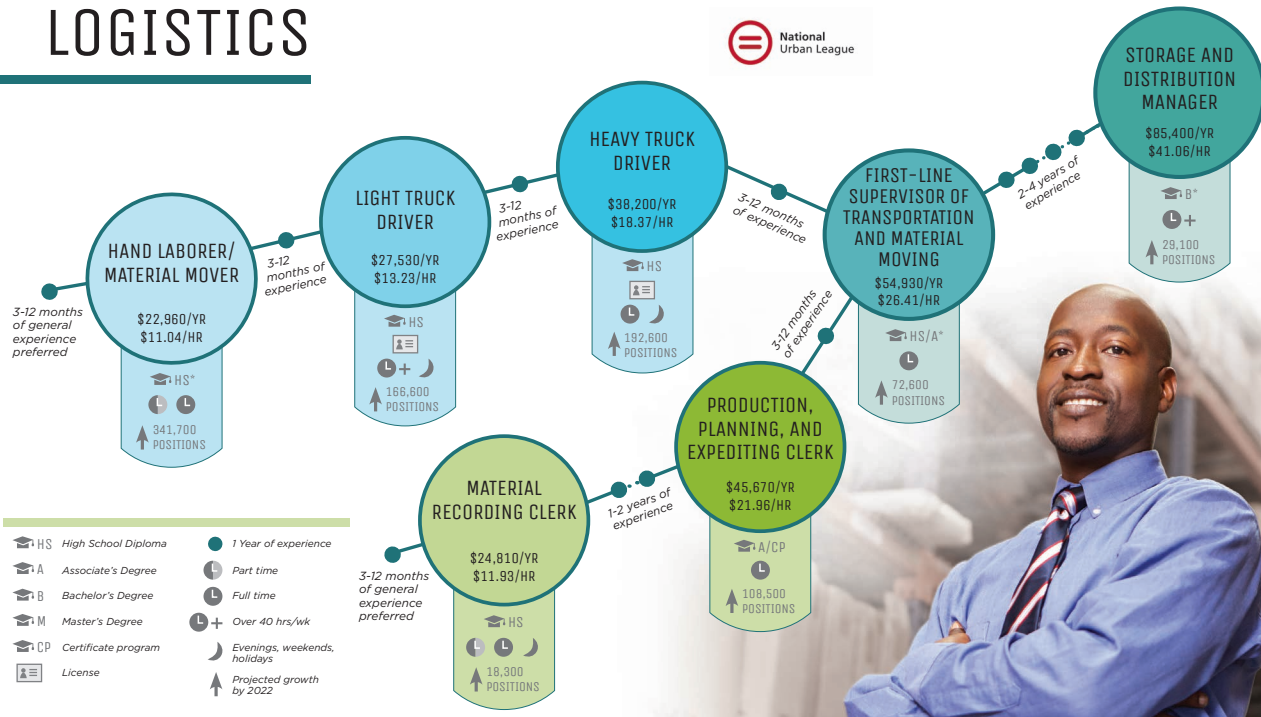 LOGISTICS
National
Urban League
STORAGE AND
DISTRIBUTION
MANAGER
$85,400/YR
$41.06/HR
B*
+
29,100
POSITIONS
2-4 years of
experience
FIRST-LINE
SUPERVISOR OF
TRANSPORTATION
AND MATERIAL
MOVING
$54,930/YR
$26.41/HR
HS/A*
72,600
POSITIONS
3-12 months
of experience
HEAVY TRUCK
DRIVER
$38,200/YR
$18.37/HR
HS
192,600
POSITIONS
3-12
months of
experience
LIGHT TRUCK
DRIVER
$27,530/YR
$13.23/HR
HS
+
166,600
POSITIONS
3-12
months of
experience
HAND LABORER/
MATERIAL MOVER
$22,960/YR
$11.04/HR
HS*
341,700
POSITIONS
3-12 months
of general
experience
preferred
3-12 months
of experience
PRODUCTION,
PLANNING, AND
EXPEDITING CLERK
$45,670/YR
$21.96/HR
A/CP
108,500
POSITIONS
1-2 years of
experience
MATERIAL
RECORDING CLERK
$24,810/YR
$11.93/HR
HS
18,300
POSITIONS
3-12 months
of general
experience
preferred
HS High School Diploma
A Associate's Degree
B Bachelor's Degree
M Master's Degree
CP Certificate program
License
1 Year of experience
Part time
Full time
+ Over 40 hrs/wk
Evenings, weekends,
holidays
Projected growth
by 2022